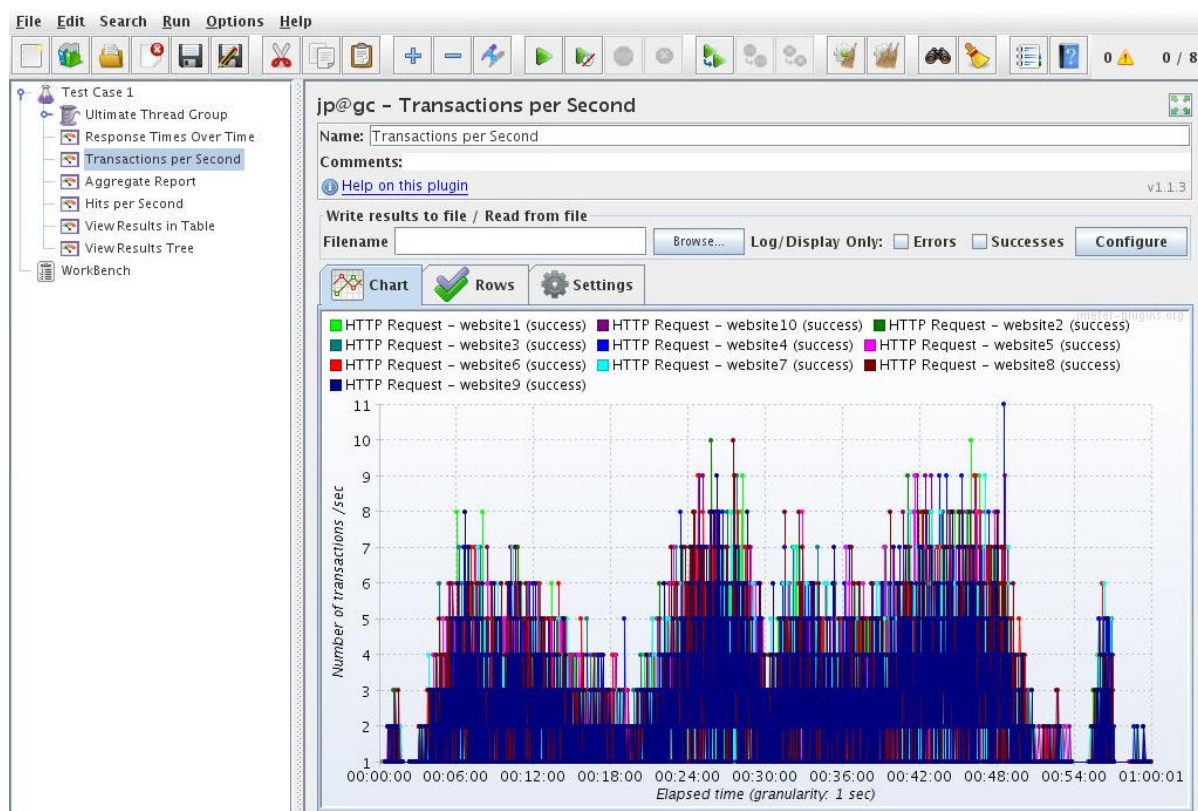 File Edit Search Run Options Help
0 0 / 8
Test Case 1
Ultimate Thread Group
Response Times Over Time
Transactions per Second
Aggregate Report
Hits per Second
View Results in Table
View Results Tree
WorkBench
jp@gc - Transactions per Second
Name: Transactions per Second
Comments:
Help on this plugin v1.1.3
Write results to file / Read from file
Filename Browse... Log/Display Only: Errors Successes Configure
Chart Rows Settings
jmeter-plugins.org
HTTP Request - website1 (success) HTTP Request - website10 (success) HTTP Request - website2 (success)
HTTP Request - website3 (success) HTTP Request - website4 (success) HTTP Request - website5 (success)
HTTP Request - website6 (success) HTTP Request - website7 (success) HTTP Request - website8 (success)
HTTP Request - website9 (success)
11
10
9
8
7
6
5
4
3
2
1
Number of transactions /sec
00:00:00 00:06:00 00:12:00 00:18:00 00:24:00 00:30:00 00:36:00 00:42:00 00:48:00 00:54:00 01:00:01
Elapsed time (granularity: 1 sec)